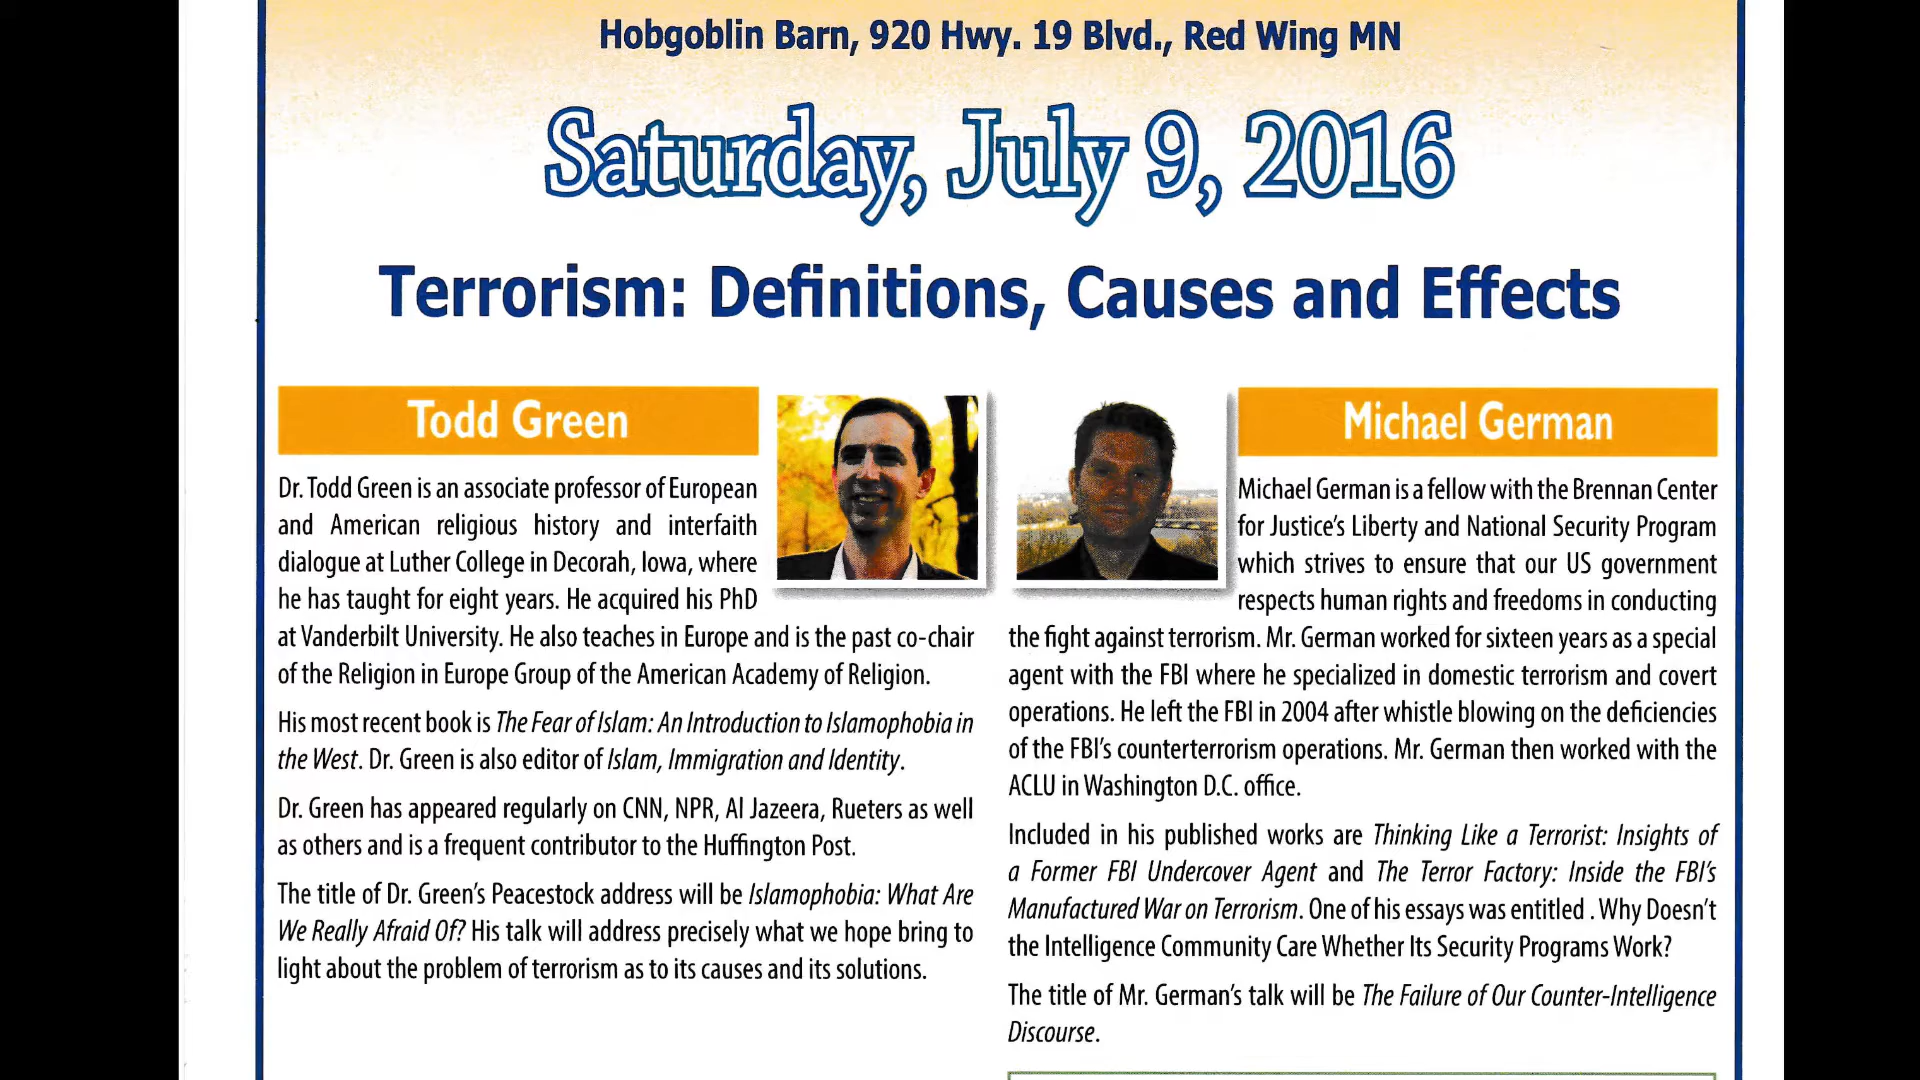 Hobgoblin Barn, 920 Hwy. 19 Blvd., Red Wing MN
Saturday, July 9, 2016
Terrorism: Definitions, Causes and Effects
Todd Green
Dr. Todd Green is an associate professor of European
and American religious history and interfaith
dialogue at Luther College in Decorah, Iowa, where
he has taught for eight years. He acquired his PhD
at Vanderbilt University. He also teaches in Europe and is the past co-chair
of the Religion in Europe Group of the American Academy of Religion.
His most recent book is The Fear of Islam: An Introduction to Islamophobia in
the West. Dr. Green is also editor of Islam, Immigration and Identity.
Dr. Green has appeared regularly on CNN, NPR, Al Jazeera, Rueters as well
as others and is a frequent contributor to the Huffington Post.
The title of Dr. Green's Peacestock address will be Islamophobia: What Are
We Really Afraid Of? His talk will address precisely what we hope bring to
light about the problem of terrorism as to its causes and its solutions.
Michael German
Michael German is a fellow with the Brennan Center
for Justice's Liberty and National Security Program
which strives to ensure that our US government
respects human rights and freedoms in conducting
the fight against terrorism. Mr. German worked for sixteen years as a special
agent with the FBI where he specialized in domestic terrorism and covert
operations. He left the FBI in 2004 after whistle blowing on the deficiencies
of the FBI's counterterrorism operations. Mr. German then worked with the
ACLU in Washington D.C. office.
Included in his published works are Thinking Like a Terrorist: Insights of
a Former FBI Undercover Agent and The Terror Factory: Inside the FBI's
Manufactured War on Terrorism. One of his essays was entitled . Why Doesn't
the Intelligence Community Care Whether Its Security Programs Work?
The title of Mr. German's talk will be The Failure of Our Counter-Intelligence
Discourse.